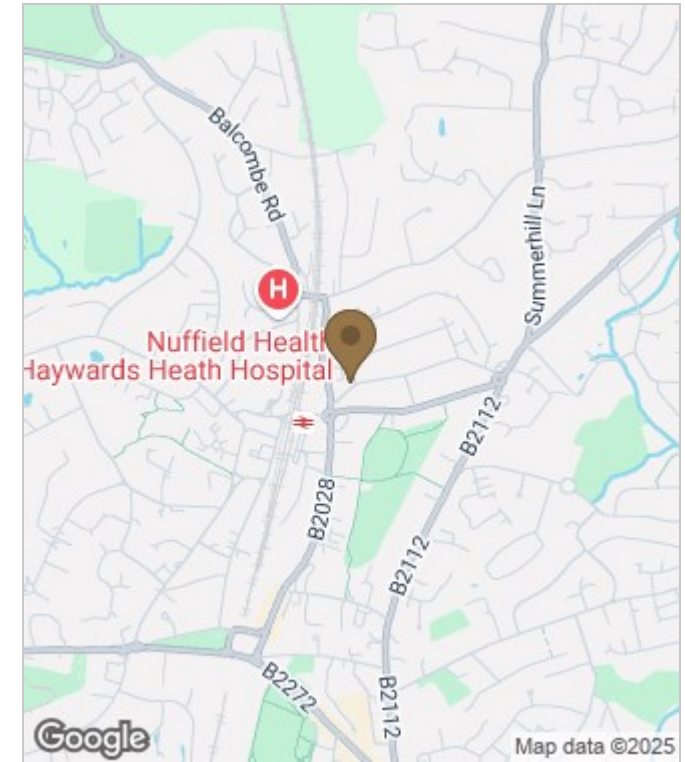 Balcombe Rd
Summerhill Ln
H
Nuffield Health
Haywards Heath Hospital
B2112
B2028
B2112
B2272
B2112
Google
Map data ©2025